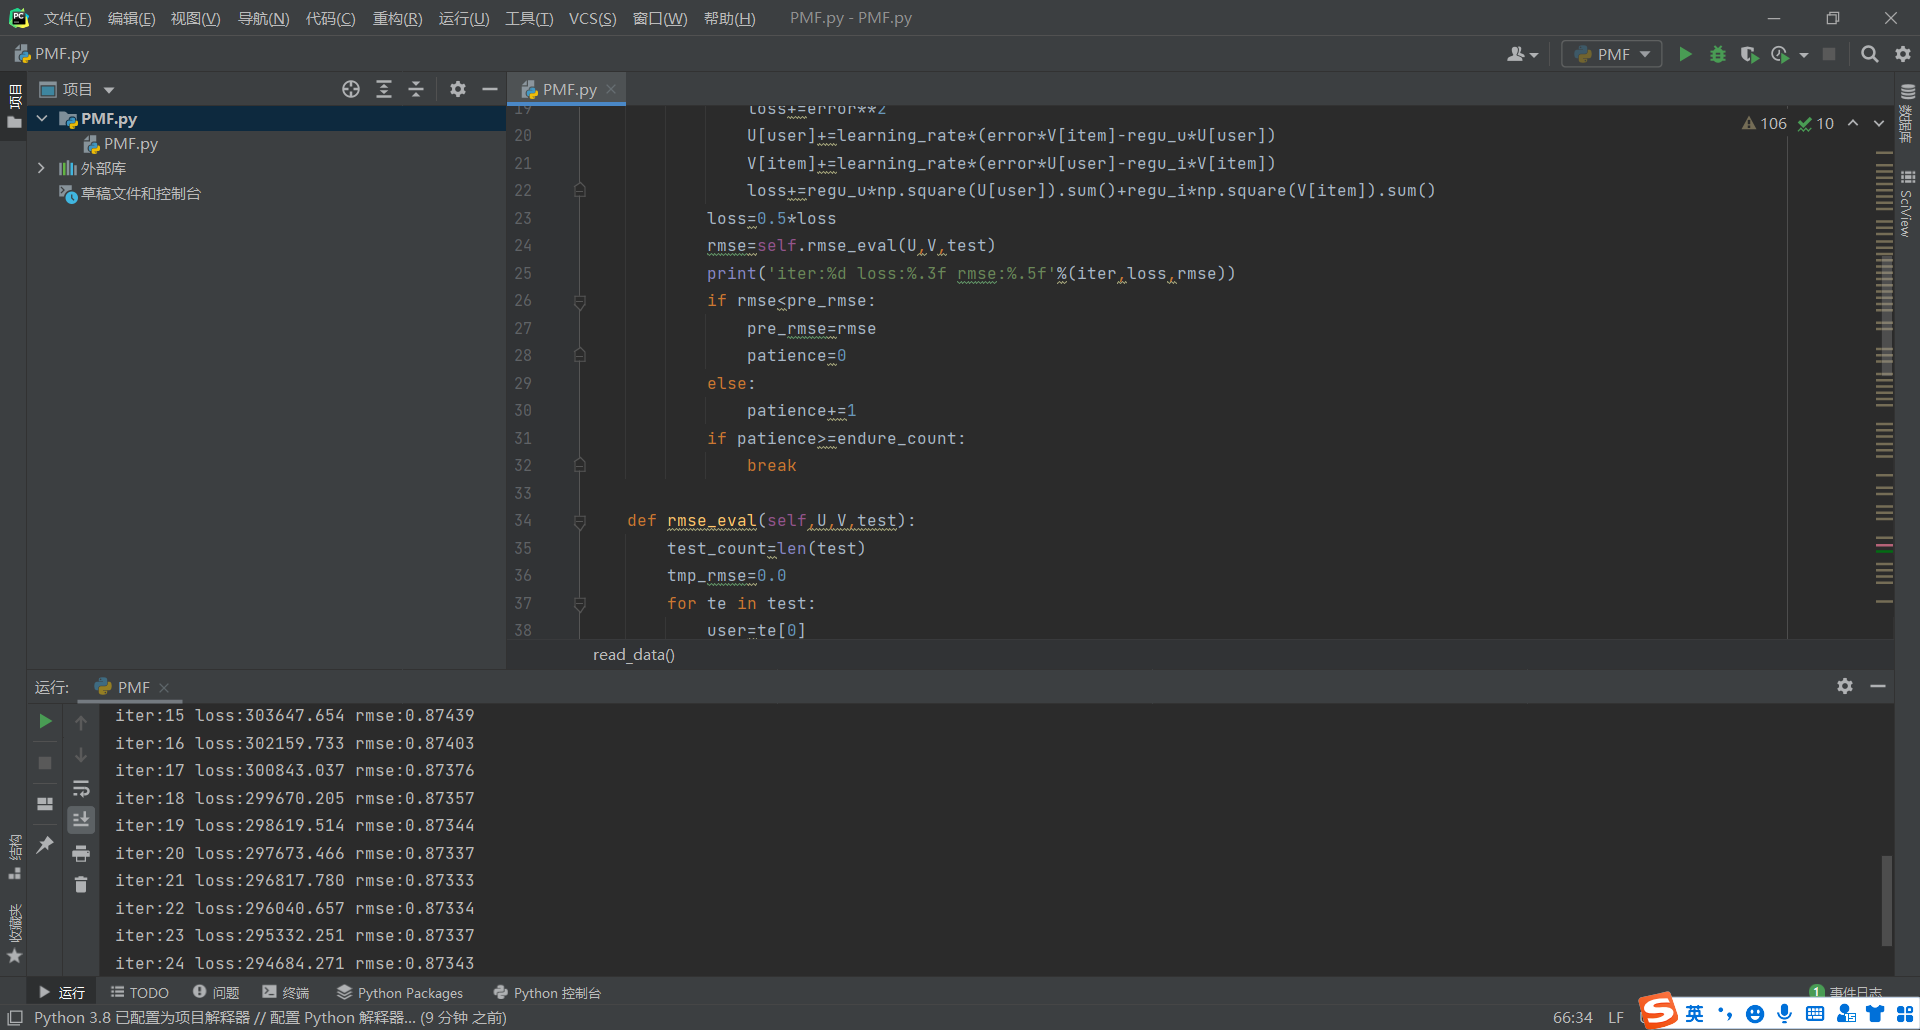 文件(F) 编辑(E) 视图(V) 导航(N) 代码(C) 重构(R) 运行(U) 工具(T) VCS(S) 窗口(W) 帮助(H) PMF.py - PMF.py
PMF.py
PMF
项目
PMF.py
PMF.py
外部库
草稿文件和控制台
项目
结构
收藏夹
PMF.py
106 10
19 loss+=error**2
20 U[user]+=learning_rate*(error*V[item]-regu_u*U[user])
21 V[item]+=learning_rate*(error*U[user]-regu_i*V[item])
22 loss+=regu_u*np.square(U[user]).sum()+regu_i*np.square(V[item]).sum()
23 loss=0.5*loss
24 rmse=self.rmse_eval(U,V,test)
25 print('iter:%d loss:%.3f rmse:%.5f'%(iter,loss,rmse))
26 if rmse<pre_rmse:
27 pre_rmse=rmse
28 patience=0
29 else:
30 patience+=1
31 if patience>=endure_count:
32 break
33
34 def rmse_eval(self,U,V,test):
35 test_count=len(test)
36 tmp_rmse=0.0
37 for te in test:
38 user=te[0]
read_data()
数据库
SciView
运行: PMF
iter:15 loss:303647.654 rmse:0.87439
iter:16 loss:302159.733 rmse:0.87403
iter:17 loss:300843.037 rmse:0.87376
iter:18 loss:299670.205 rmse:0.87357
iter:19 loss:298619.514 rmse:0.87344
iter:20 loss:297673.466 rmse:0.87337
iter:21 loss:296817.780 rmse:0.87333
iter:22 loss:296040.657 rmse:0.87334
iter:23 loss:295332.251 rmse:0.87337
iter:24 loss:294684.271 rmse:0.87343
运行 TODO 问题 终端 Python Packages Python 控制台 1 事件日志
Python 3.8 已配置为项目解释器 // 配置 Python 解释器... (9 分钟 之前) 66:34 LF 英